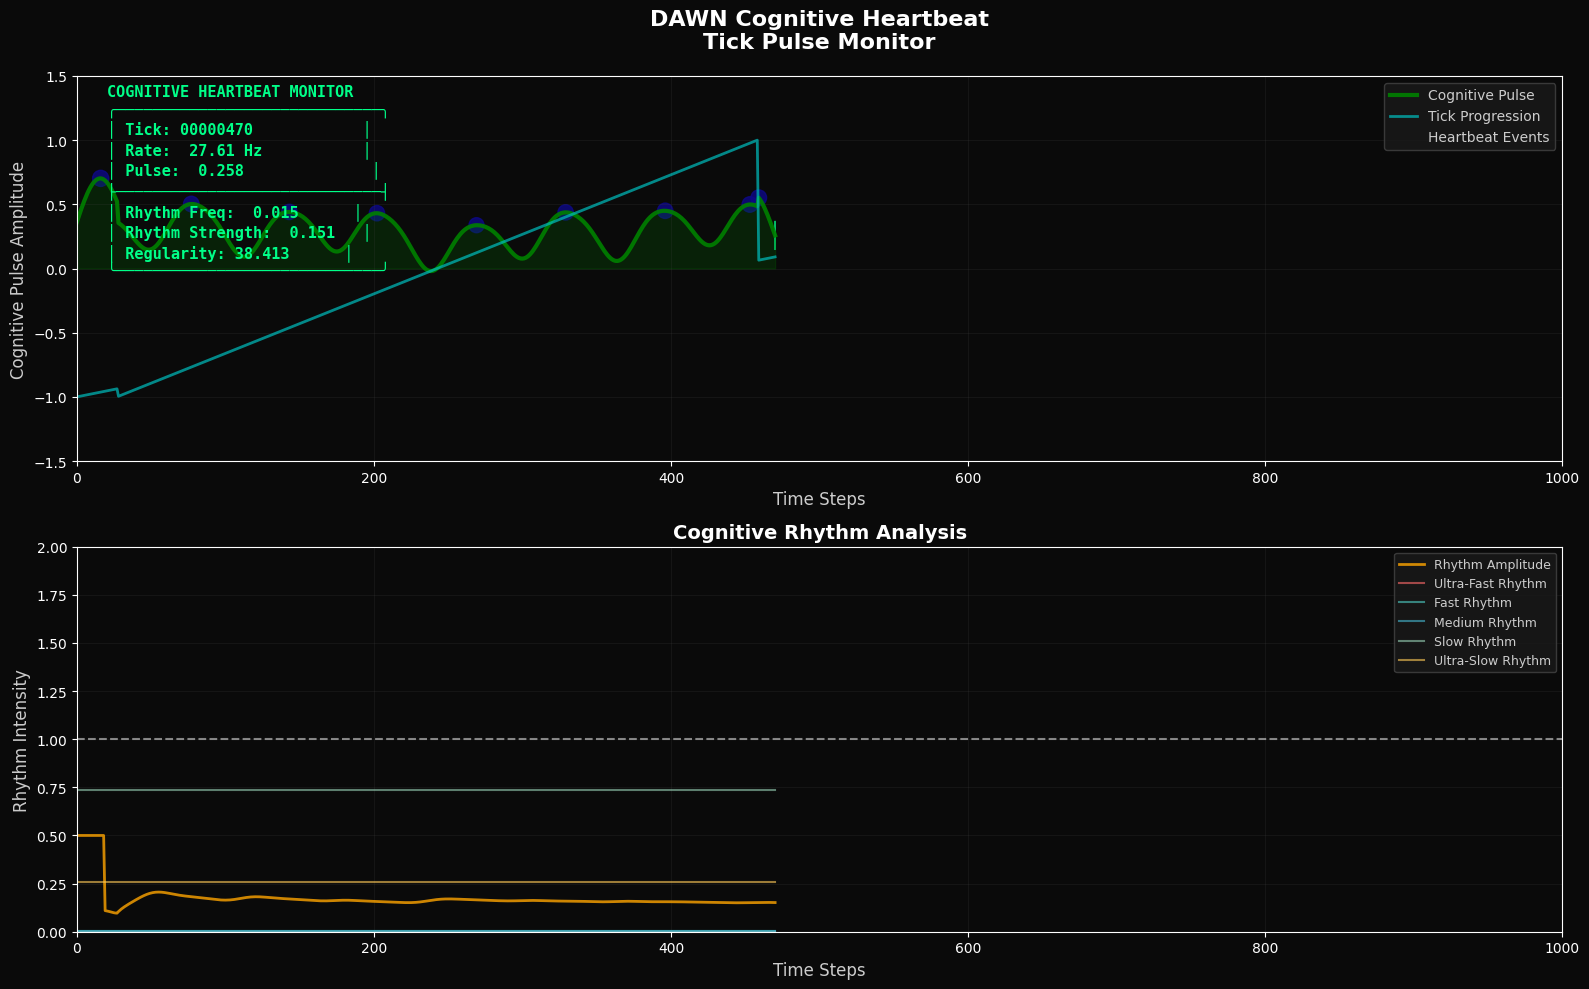 DAWN Cognitive Heartbeat
Tick Pulse Monitor
COGNITIVE HEARTBEAT MONITOR
Tick: 00000470
Rate: 27.61 Hz
Pulse: 0.258
Rhythm Freq: 0.015
Rhythm Strength: 0.151
Regularity: 38.413
Cognitive Pulse
Tick Progression
Heartbeat Events
1.5
1.0
0.5
0.0
−0.5
−1.0
−1.5
Cognitive Pulse Amplitude
0 200 400 600 800 1000
Time Steps
Cognitive Rhythm Analysis
Rhythm Amplitude
Ultra-Fast Rhythm
Fast Rhythm
Medium Rhythm
Slow Rhythm
Ultra-Slow Rhythm
2.00
1.75
1.50
1.25
1.00
0.75
0.50
0.25
0.00
Rhythm Intensity
0 200 400 600 800 1000
Time Steps